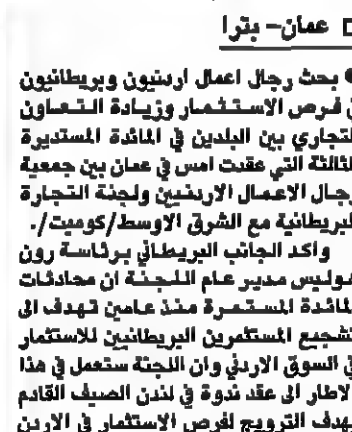 عمان - بترا
بحث رجال اعمال اردنيون وبريطانيون
فرص الاستثمار وزيادة التعاون
التجاري بين البلدين في المائدة المستديرة
الثالثة التي عقدت امس في عمان بين جمعية
رجال الاعمال الاردنيين ولجنة التجارة
البريطانية مع الشرق الاوسط/كوميت/.
واكد الجانب البريطاني برئاسة رون
مدير عام اللجنة ان محادثات
المائدة المستمرة منذ عامين تهدف الى
تشجيع المستثمرين البريطانيين للاستثمار
في السوق الاردني وان اللجنة ستعمل في هذا
الاطار الى عقد ندوة في لندن الصيف القادم
بهدف الترويج لفرص الاستثمار في الاردن